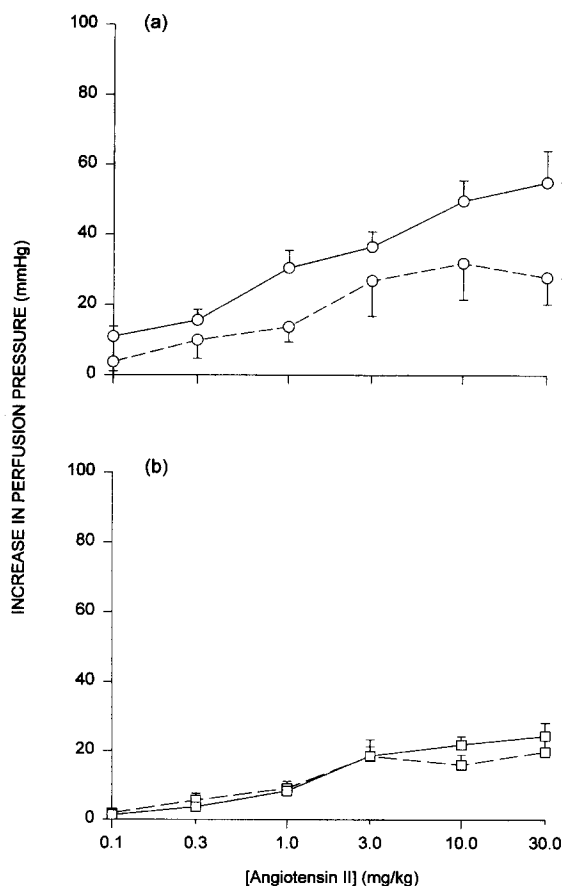 (a)
100
80
60
40
20
0
INCREASE IN PERFUSION PRESSURE (mmHg)
(b)
100
80
60
40
20
0
0.1 0.3 1.0 3.0 10.0 30.0
[Angiotensin II] (mg/kg)